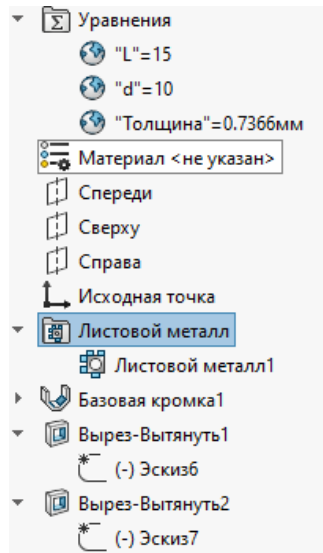 Уравнения
"L"=15
"d"=10
"Толщина"=0.7366мм
Материал <не указан>
Спереди
Сверху
Справа
Исходная точка
Листовой металл
Листовой металл1
Базовая кромка1
Вырез-Вытянуть1
(-) Эскиз6
Вырез-Вытянуть2
(-) Эскиз7